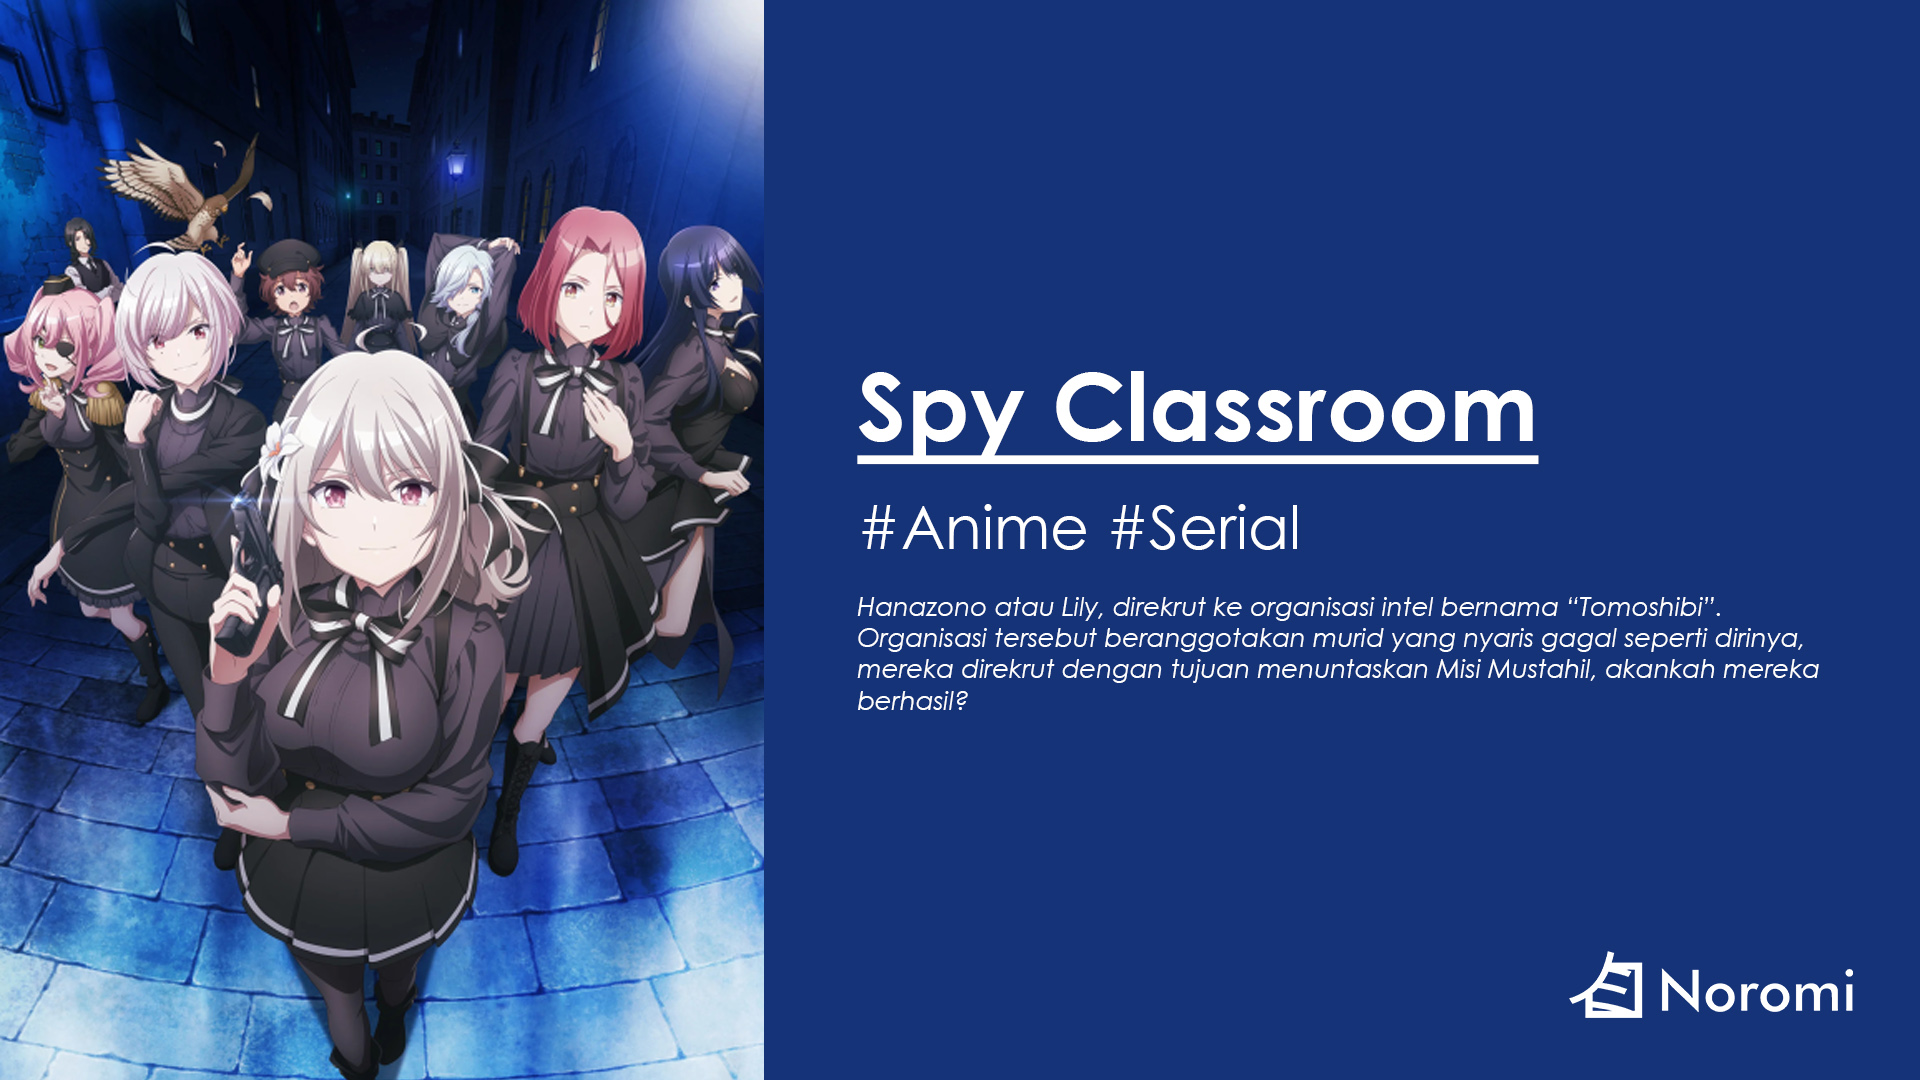 Spy Classroom
#Anime #Serial
Hanazono atau Lily, direkrut ke organisasi intel bernama “Tomoshibi”.
Organisasi tersebut beranggotakan murid yang nyaris gagal seperti dirinya,
mereka direkrut dengan tujuan menuntaskan Misi Mustahil, akankah mereka
berhasil?
Noromi